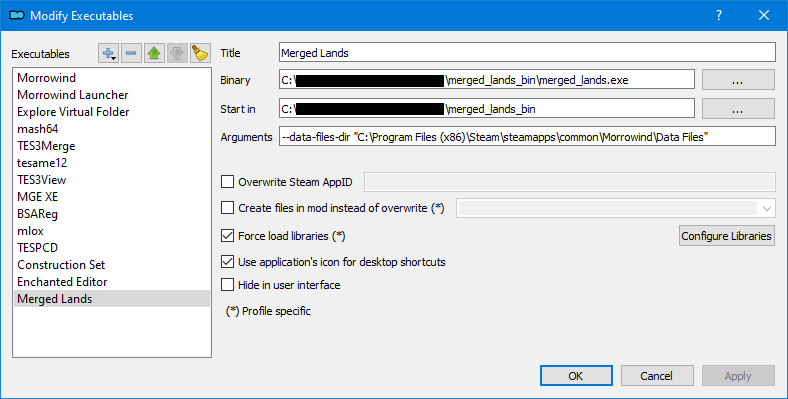 Modify Executables
Executables
Morrowind
Morrowind Launcher
Explore Virtual Folder
mash64
TES3Merge
tesame12
TES3View
MGE XE
BSAReg
mlox
TESPCD
Construction Set
Enchanted Editor
Merged Lands
Title Merged Lands
Binary C:\ \merged_lands_bin\merged_lands.exe ...
Start in C:\ \merged_lands_bin ...
Arguments --data-files-dir "C:\Program Files (x86)\Steam\steamapps\common\Morrowind\Data Files"
Overwrite Steam AppID
Create files in mod instead of overwrite (*)
Force load libraries (*) Configure Libraries
Use application's icon for desktop shortcuts
Hide in user interface
(*) Profile specific
OK Cancel Apply